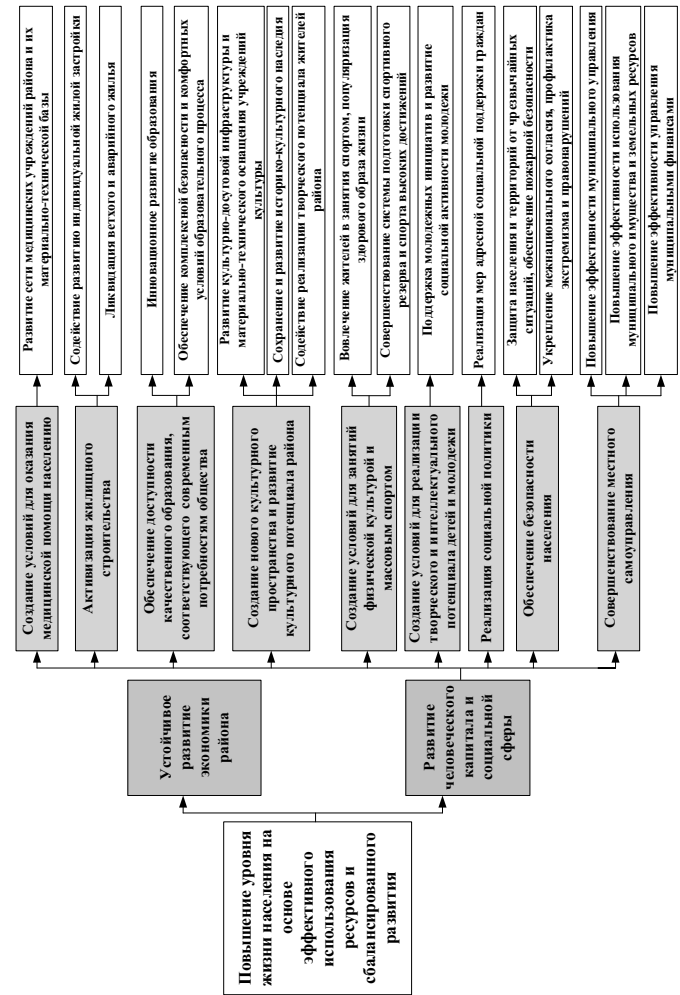 Повышение уровня
жизни населения на
основе
эффективного
использования
ресурсов и
сбалансированного
развития
Устойчивое
развитие
экономики
района
Развитие
человеческого
капитала и
социальной
сферы
Создание условий для оказания
медицинской помощи населению
Активизация жилищного
строительства
Обеспечение доступности
качественного образования,
соответствующего современным
потребностям общества
Создание нового культурного
пространства и развитие
культурного потенциала района
Создание условий для занятий
физической культурой и
массовым спортом
Создание условий для реализации
творческого и интеллектуального
потенциала детей и молодежи
Реализация социальной политики
Обеспечение безопасности
населения
Совершенствование местного
самоуправления
Развитие сети медицинских учреждений района и их
материально-технической базы
Содействие развитию индивидуальной жилой застройки
Ликвидация ветхого и аварийного жилья
Инновационное развитие образования
Обеспечение комплексной безопасности и комфортных
условий образовательного процесса
Развитие культурно-досуговой инфраструктуры и
материально-технического оснащения учреждений
культуры
Сохранение и развитие историко-культурного наследия
Содействие реализации творческого потенциала жителей
района
Вовлечение жителей в занятия спортом, популяризация
здорового образа жизни
Совершенствование системы подготовки спортивного
резерва и спорта высоких достижений
Поддержка молодежных инициатив и развитие
социальной активности молодежи
Реализация мер адресной социальной поддержки граждан
Защита населения и территорий от чрезвычайных
ситуаций, обеспечение пожарной безопасности
Укрепление межнационального согласия, профилактика
экстремизма и правонарушений
Повышение эффективности муниципального управления
Повышение эффективности использования
муниципального имущества и земельных ресурсов
Повышение эффективности управления
муниципальными финансами